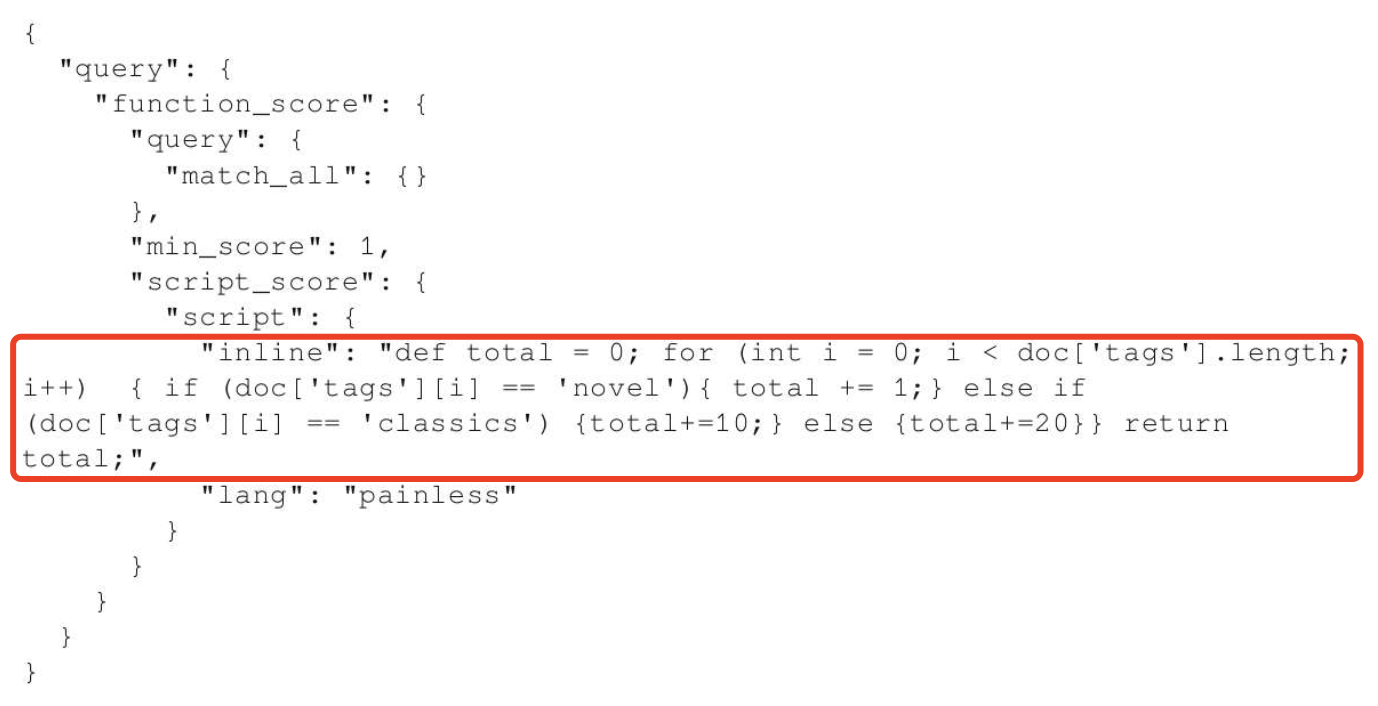 {
  "query": {
    "function_score": {
      "query": {
        "match_all": {}
      },
      "min_score": 1,
      "script_score": {
        "script": {
          "inline": "def total = 0; for (int i = 0; i < doc['tags'].length;
i++)  { if (doc['tags'][i] == 'novel'){ total += 1;} else if
(doc['tags'][i] == 'classics') {total+=10;} else {total+=20}} return
total;",
          "lang": "painless"
        }
      }
    }
  }
}